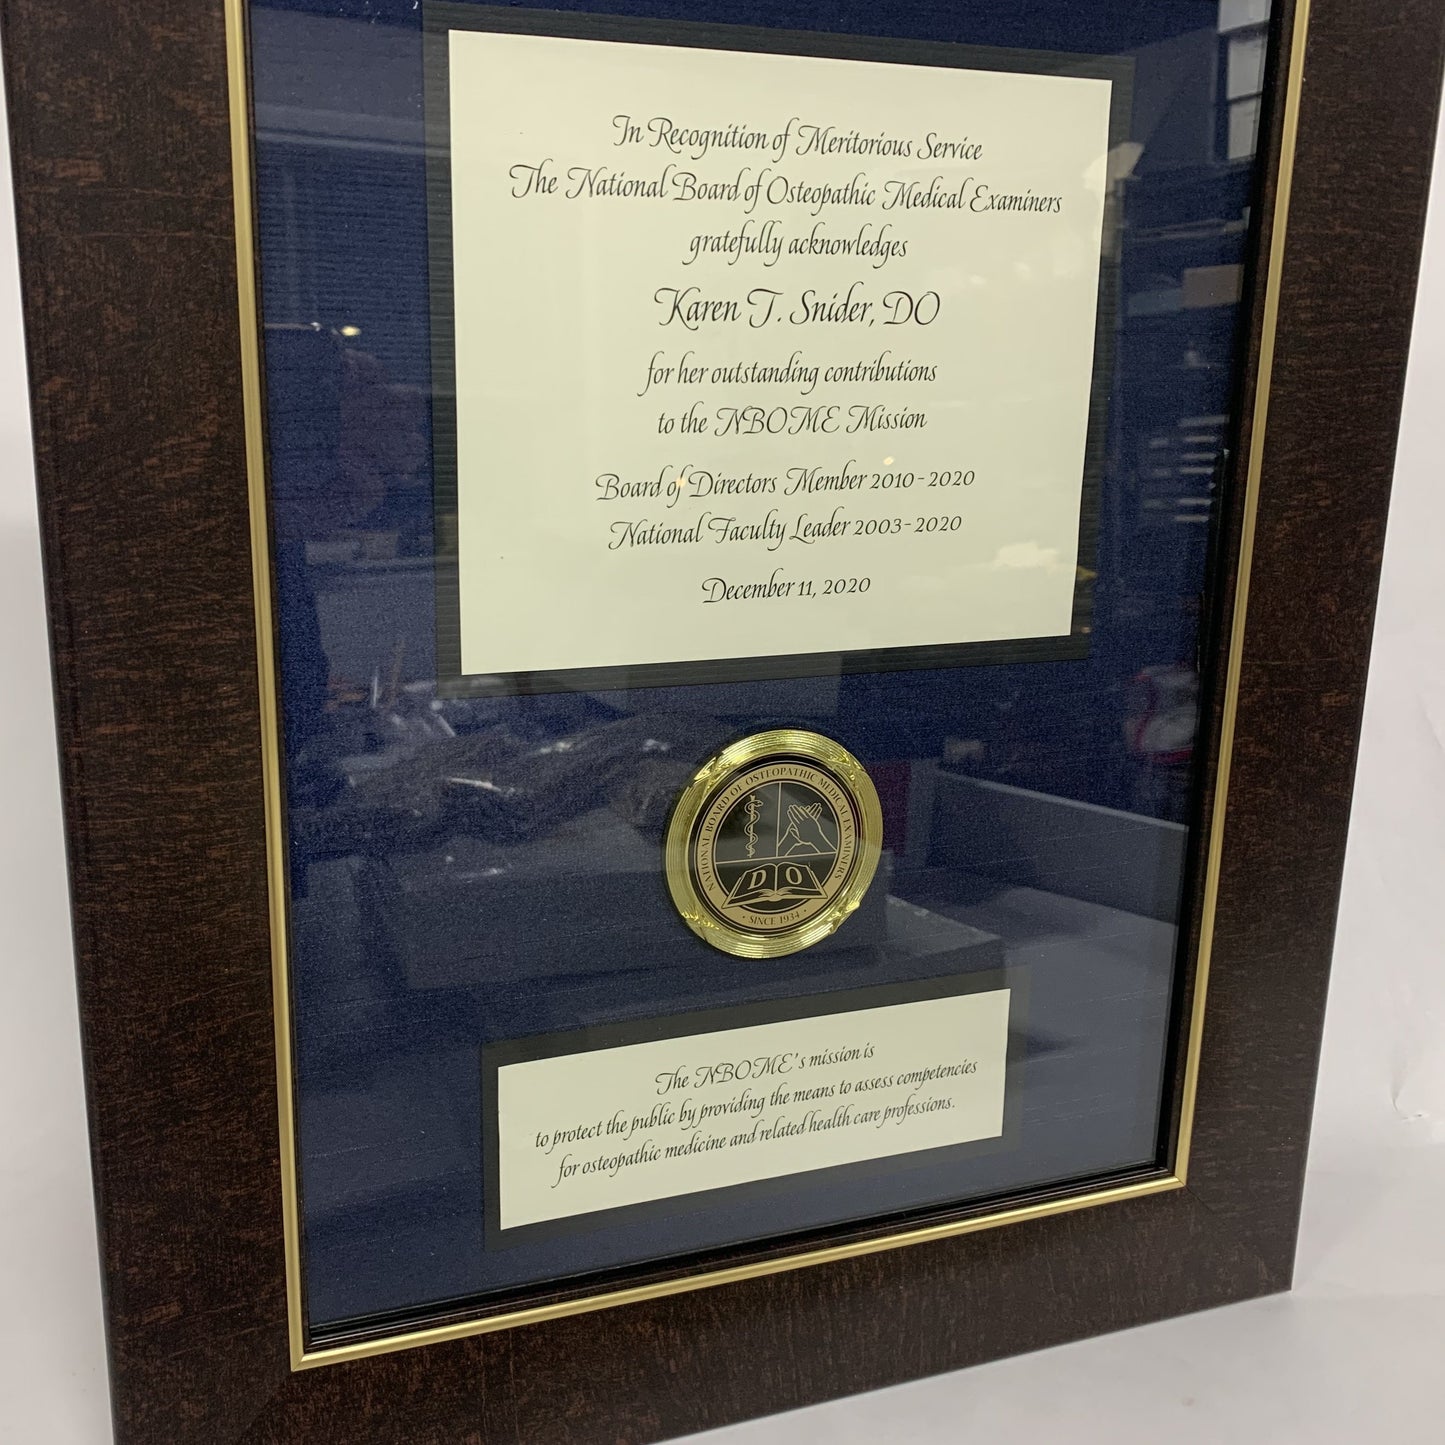 In Recognition of Meritorious Service
The National Board of Osteopathic Medical Examiners
gratefully acknowledges
Karen T. Snider, DO
for her outstanding contributions
to the NBOME Mission
Board of Directors Member 2010-2020
National Faculty Leader 2003-2020
December 11, 2020
NATIONAL BOARD OF OSTEOPATHIC MEDICAL EXAMINERS
D O
• SINCE 1934 •
The NBOME's mission is
to protect the public by providing the means to assess competencies
for osteopathic medicine and related health care professions.